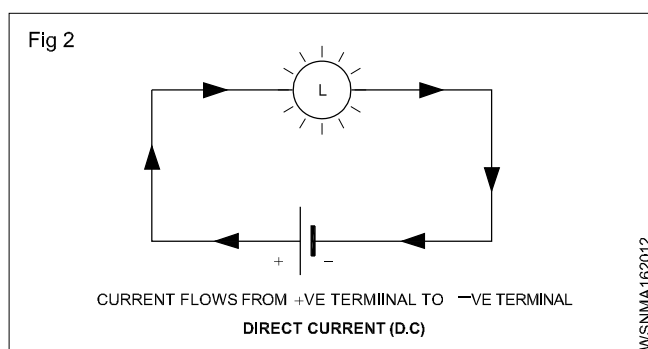 Fig 2
L
+ −
CURRENT FLOWS FROM +VE TERMIINAL TO −VE TERMINAL
DIRECT CURRENT (D.C)
WSNMA162012